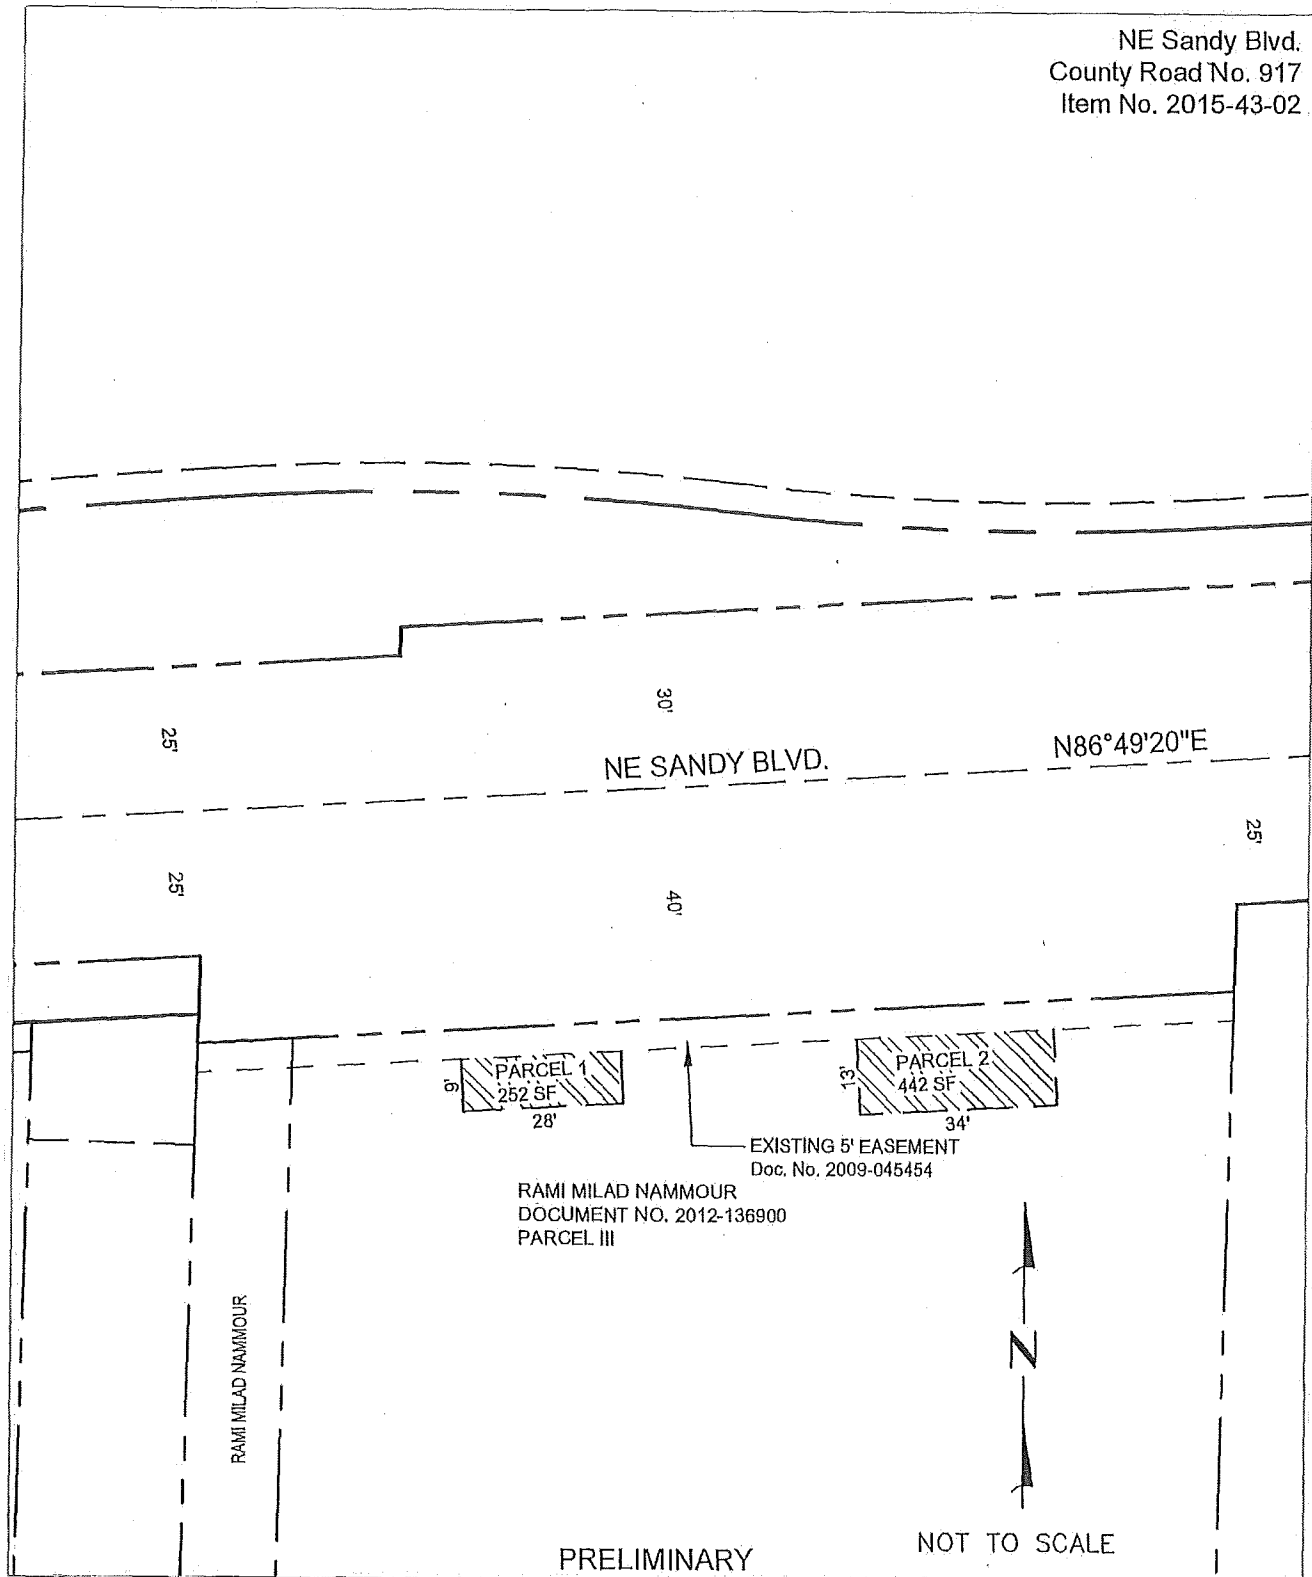 NE Sandy Blvd.
County Road No. 917
Item No. 2015-43-02
30'
25'
NE SANDY BLVD.
N86°49'20"E
25'
25'
40'
PARCEL 1
252 SF
9'
28'
PARCEL 2
442 SF
13'
34'
EXISTING 5' EASEMENT
Doc. No. 2009-045454
RAMI MILAD NAMMOUR
DOCUMENT NO. 2012-136900
PARCEL III
RAMI MILAD NAMMOUR
N
NOT TO SCALE
PRELIMINARY